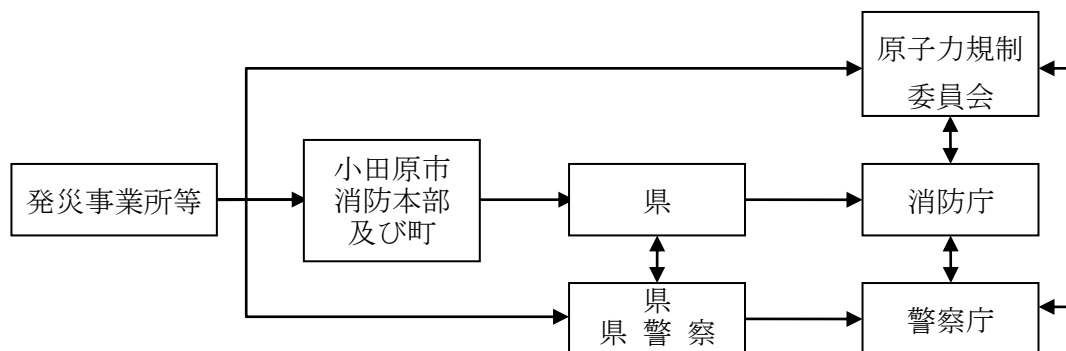 原子力規制
委員会
発災事業所等
小田原市
消防本部
及び町
県
消防庁
県
県 警 察
警察庁